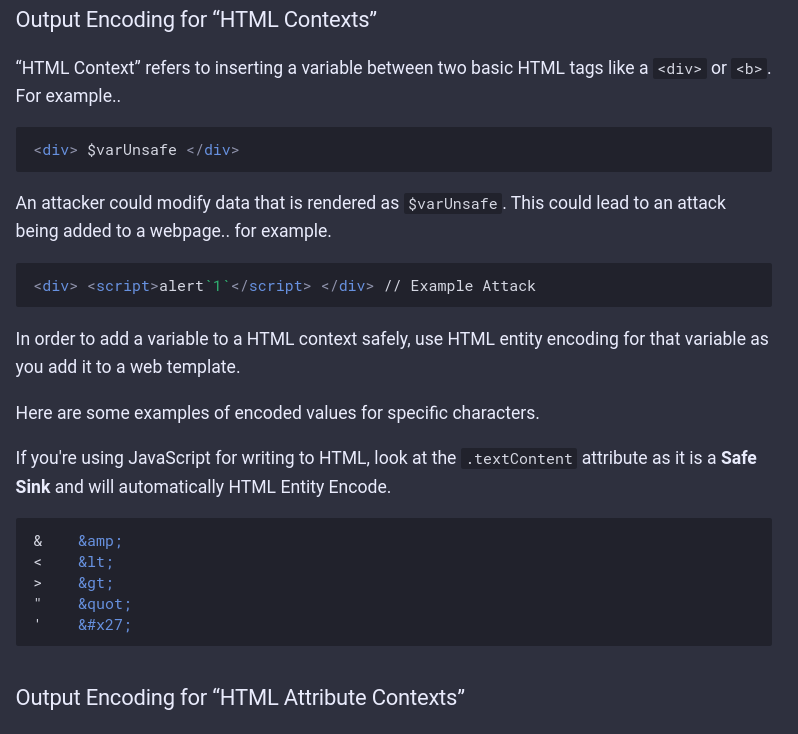 Output Encoding for “HTML Contexts”
“HTML Context” refers to inserting a variable between two basic HTML tags like a <div> or <b>.
For example..
<div> $varUnsafe </div>
An attacker could modify data that is rendered as $varUnsafe. This could lead to an attack
being added to a webpage.. for example.
<div> <script>alert`1`</script> </div> // Example Attack
In order to add a variable to a HTML context safely, use HTML entity encoding for that variable as
you add it to a web template.
Here are some examples of encoded values for specific characters.
If you're using JavaScript for writing to HTML, look at the .textContent attribute as it is a Safe
Sink and will automatically HTML Entity Encode.
&    &amp;
<    &lt;
>    &gt;
"    &quot;
'    &#x27;
Output Encoding for “HTML Attribute Contexts”